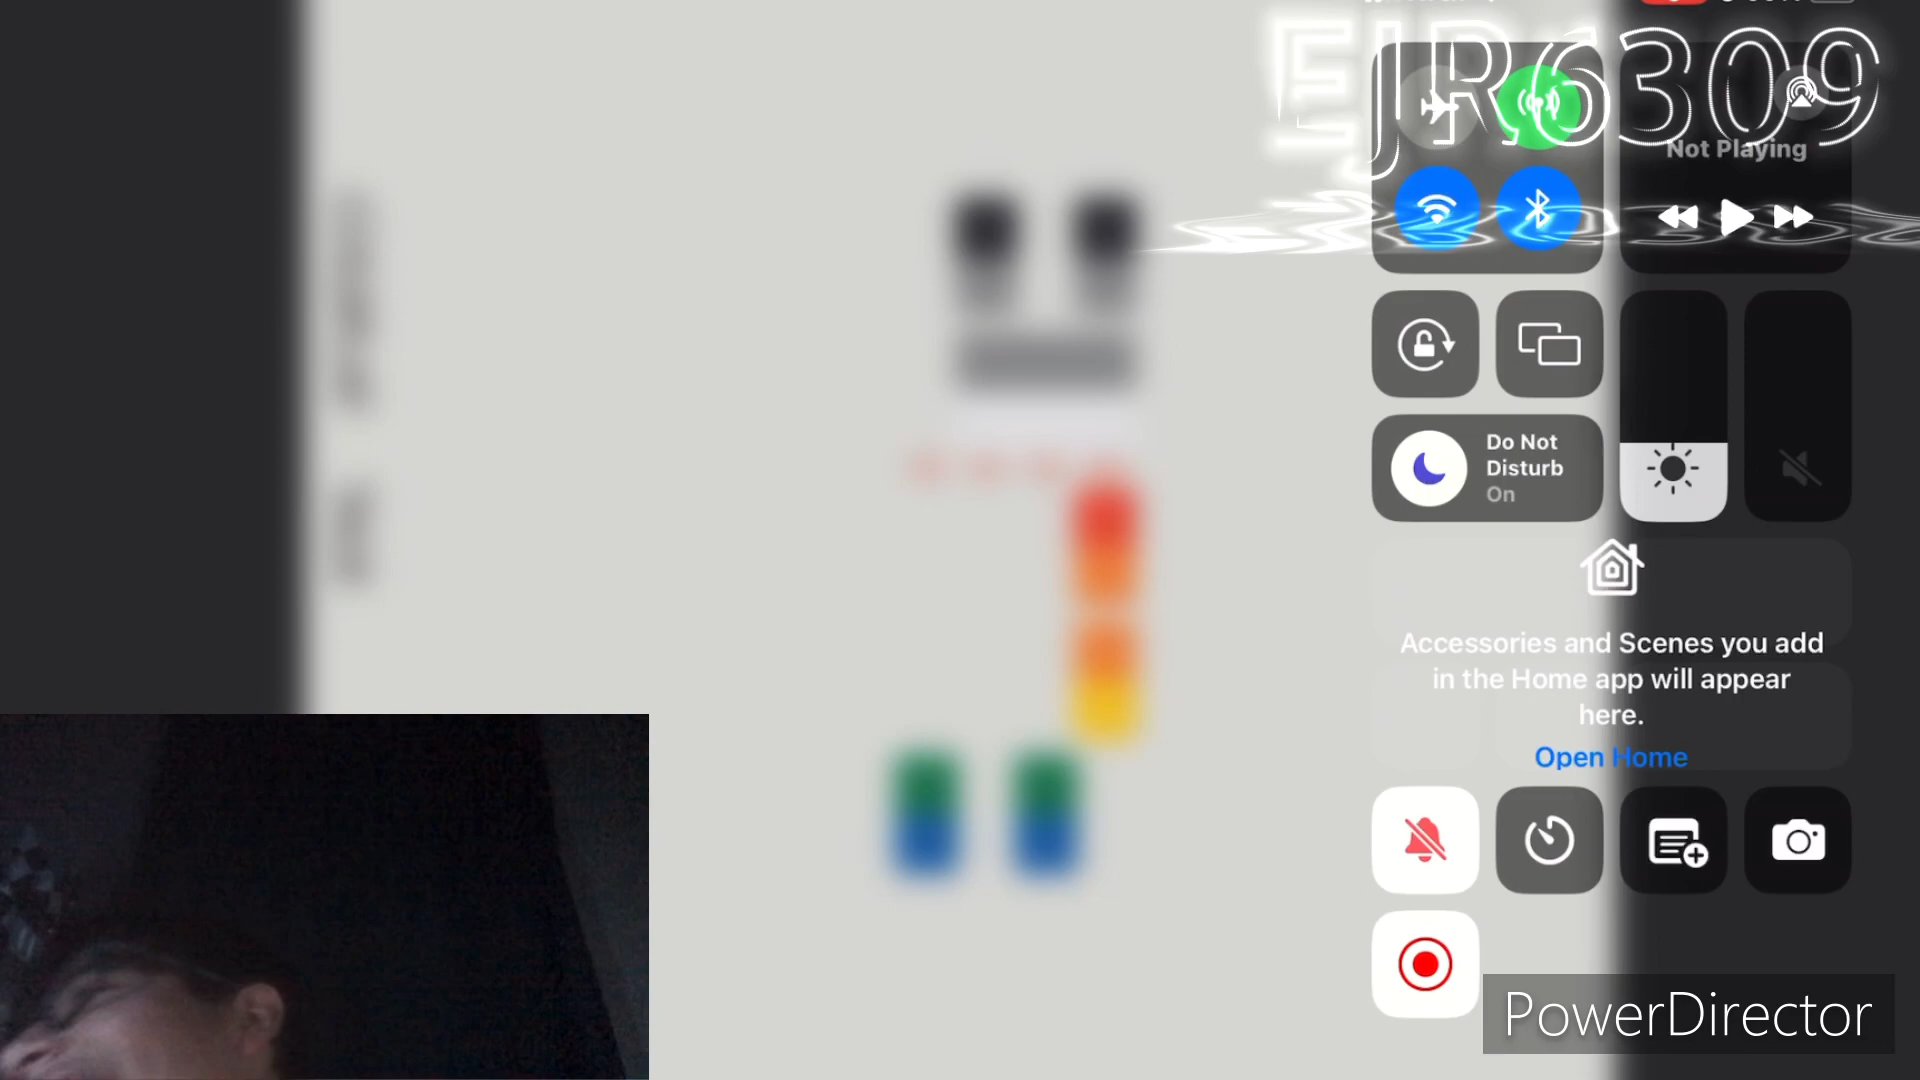 EJR6309
Not Playing
Do Not
Disturb
On
Accessories and Scenes you add
in the Home app will appear
here.
Open Home
PowerDirector